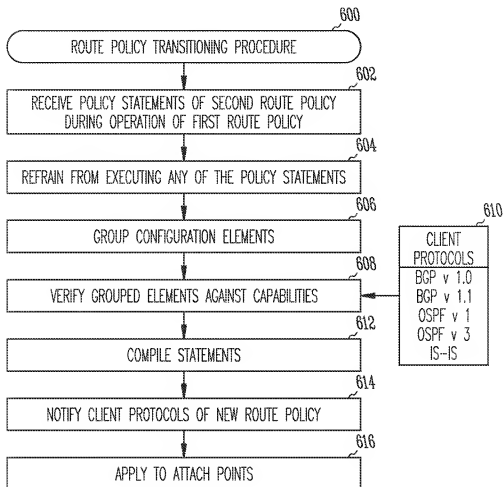 600
ROUTE POLICY TRANSITIONING PROCEDURE
602
RECEIVE POLICY STATEMENTS OF SECOND ROUTE POLICY
DURING OPERATION OF FIRST ROUTE POLICY
604
REFRAIN FROM EXECUTING ANY OF THE POLICY STATEMENTS
606
GROUP CONFIGURATION ELEMENTS
608
VERIFY GROUPED ELEMENTS AGAINST CAPABILITIES
610
CLIENT
PROTOCOLS
BGP v 1.0
BGP v 1.1
OSPF v 1
OSPF v 3
IS-IS
612
COMPILE STATEMENTS
614
NOTIFY CLIENT PROTOCOLS OF NEW ROUTE POLICY
616
APPLY TO ATTACH POINTS